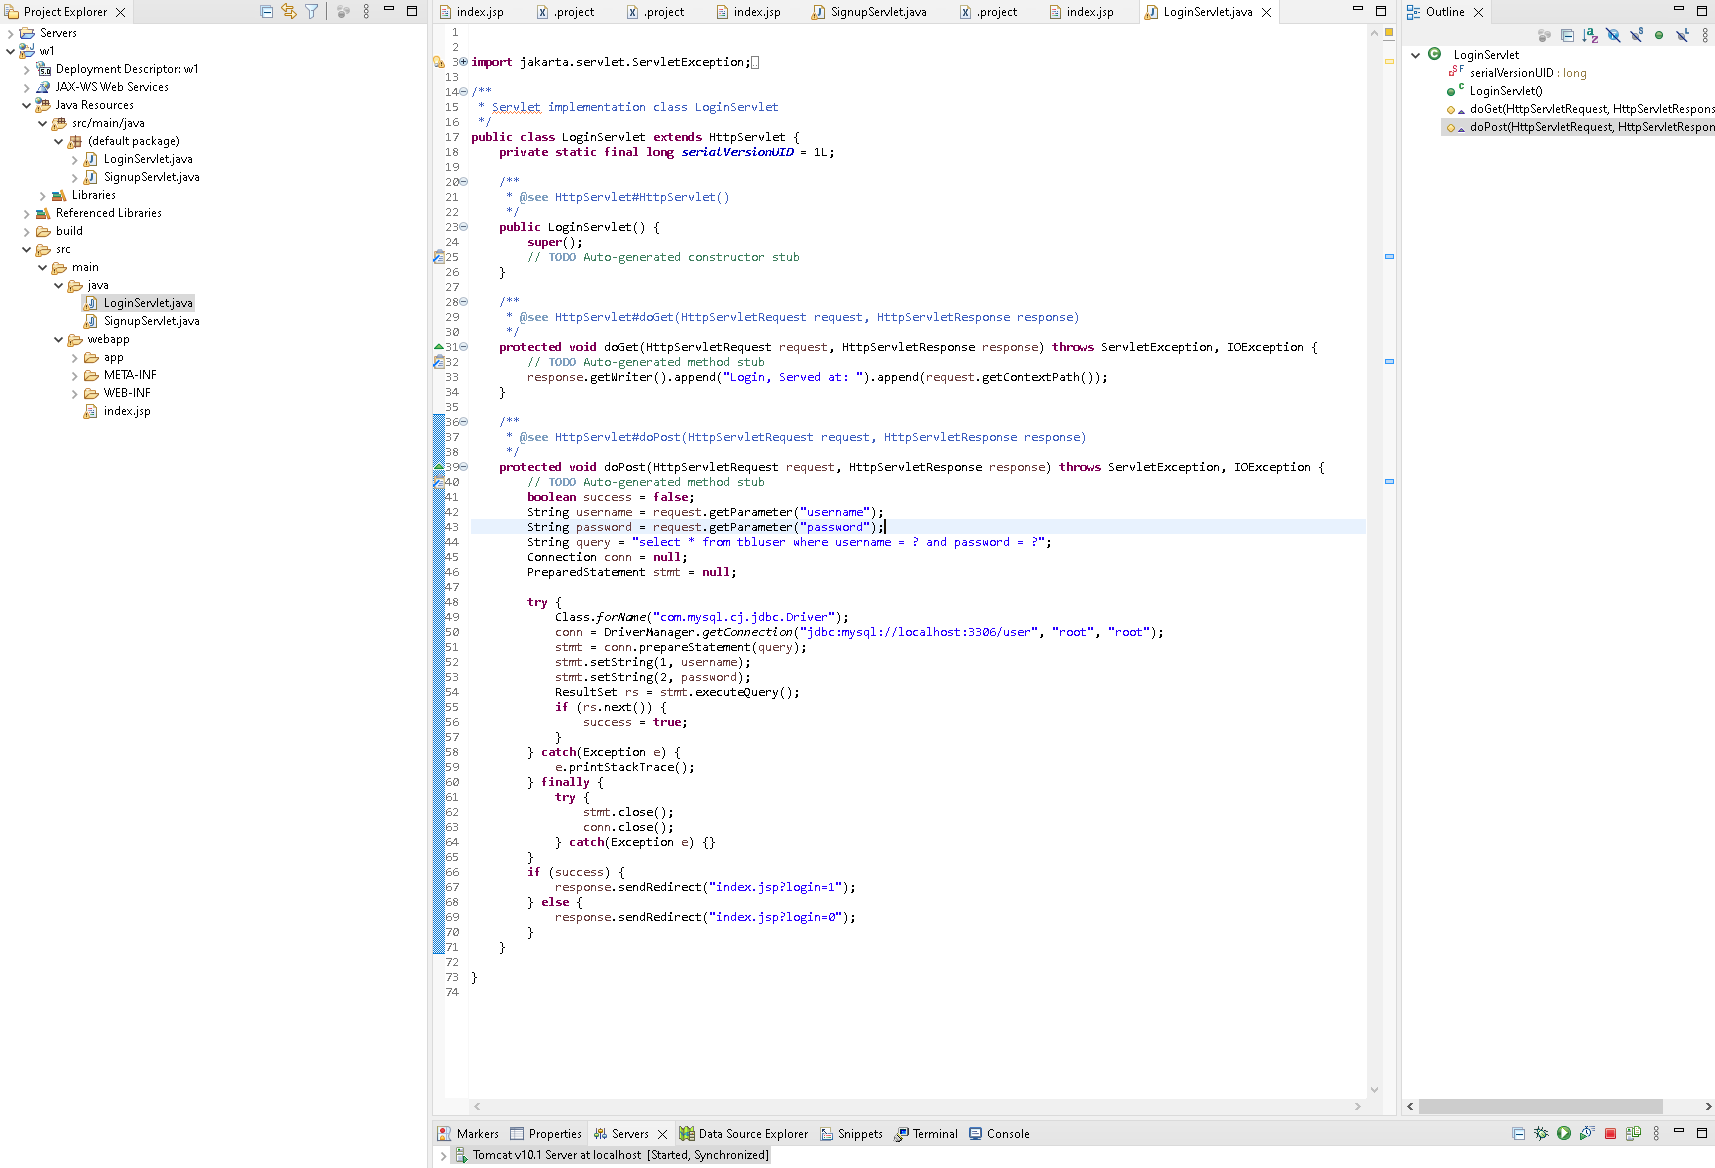 Project Explorer
Servers
w1
Deployment Descriptor: w1
JAX-WS Web Services
Java Resources
src/main/java
(default package)
LoginServlet.java
SignupServlet.java
Libraries
Referenced Libraries
build
src
main
java
LoginServlet.java
SignupServlet.java
webapp
app
META-INF
WEB-INF
index.jsp
index.jsp .project .project index.jsp SignupServlet.java .project index.jsp LoginServlet.java
1
2
3 import jakarta.servlet.ServletException;
13
14 /**
15 * Servlet implementation class LoginServlet
16 */
17 public class LoginServlet extends HttpServlet {
18 private static final long serialVersionUID = 1L;
19
20 /**
21 * @see HttpServlet#HttpServlet()
22 */
23 public LoginServlet() {
24 super();
25 // TODO Auto-generated constructor stub
26 }
27
28 /**
29 * @see HttpServlet#doGet(HttpServletRequest request, HttpServletResponse response)
30 */
31 protected void doGet(HttpServletRequest request, HttpServletResponse response) throws ServletException, IOException {
32 // TODO Auto-generated method stub
33 response.getWriter().append("Login, Served at: ").append(request.getContextPath());
34 }
35
36 /**
37 * @see HttpServlet#doPost(HttpServletRequest request, HttpServletResponse response)
38 */
39 protected void doPost(HttpServletRequest request, HttpServletResponse response) throws ServletException, IOException {
40 // TODO Auto-generated method stub
41 boolean success = false;
42 String username = request.getParameter("username");
43 String password = request.getParameter("password");
44 String query = "select * from tbluser where username = ? and password = ?";
45 Connection conn = null;
46 PreparedStatement stmt = null;
47
48 try {
49 Class.forName("com.mysql.cj.jdbc.Driver");
50 conn = DriverManager.getConnection("jdbc:mysql://localhost:3306/user", "root", "root");
51 stmt = conn.prepareStatement(query);
52 stmt.setString(1, username);
53 stmt.setString(2, password);
54 ResultSet rs = stmt.executeQuery();
55 if (rs.next()) {
56 success = true;
57 }
58 } catch(Exception e) {
59 e.printStackTrace();
60 } finally {
61 try {
62 stmt.close();
63 conn.close();
64 } catch(Exception e) {}
65 }
66 if (success) {
67 response.sendRedirect("index.jsp?login=1");
68 } else {
69 response.sendRedirect("index.jsp?login=0");
70 }
71 }
72
73 }
74
Outline
LoginServlet
serialVersionUID : long
LoginServlet()
doGet(HttpServletRequest, HttpServletRespons
doPost(HttpServletRequest, HttpServletRespon
Markers Properties Servers Data Source Explorer Snippets Terminal Console
Tomcat v10.1 Server at localhost [Started, Synchronized]